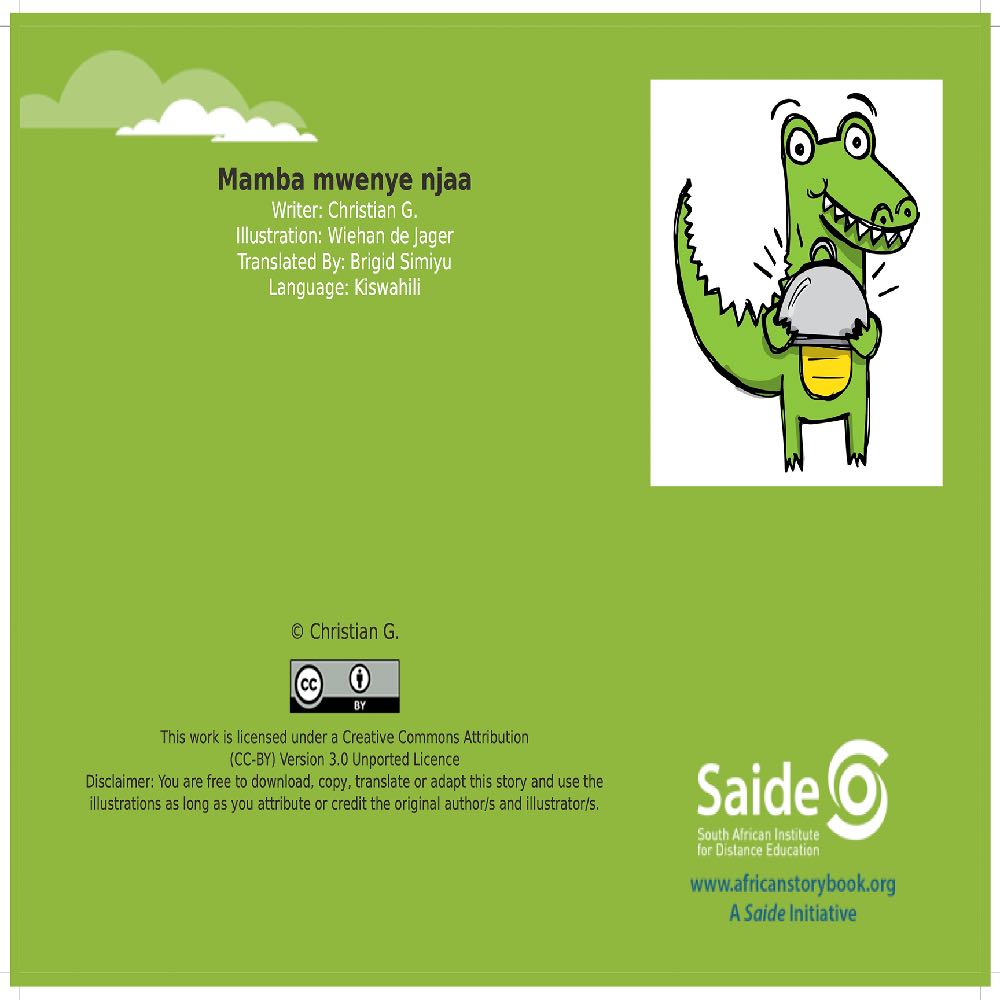 Mamba mwenye njaa
Writer: Christian G.
Illustration: Wiehan de Jager
Translated By: Brigid Simiyu
Language: Kiswahili
© Christian G.
cc
BY
This work is licensed under a Creative Commons Attribution
(CC-BY) Version 3.0 Unported Licence
Disclaimer: You are free to download, copy, translate or adapt this story and use the
illustrations as long as you attribute or credit the original author/s and illustrator/s.
Saide
South African Institute
for Distance Education
www.africanstorybook.org
A Saide Initiative